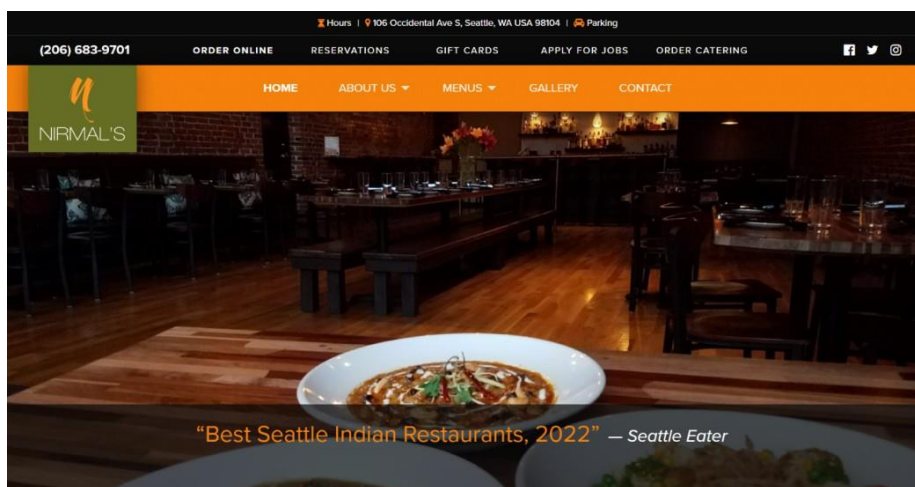 Hours | 106 Occidental Ave S, Seattle, WA USA 98104 | Parking
(206) 683-9701 ORDER ONLINE RESERVATIONS GIFT CARDS APPLY FOR JOBS ORDER CATERING
HOME ABOUT US MENUS GALLERY CONTACT
n
NIRMAL'S
“Best Seattle Indian Restaurants, 2022” — Seattle Eater